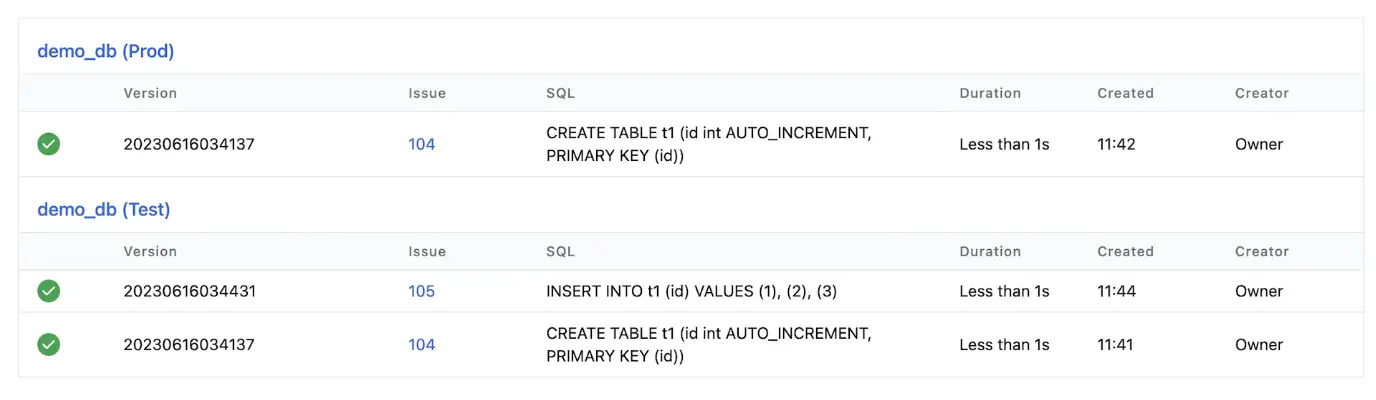 demo_db (Prod)
Version Issue SQL Duration Created Creator
20230616034137 104 CREATE TABLE t1 (id int AUTO_INCREMENT, Less than 1s 11:42 Owner
PRIMARY KEY (id))
demo_db (Test)
Version Issue SQL Duration Created Creator
20230616034431 105 INSERT INTO t1 (id) VALUES (1), (2), (3) Less than 1s 11:44 Owner
20230616034137 104 CREATE TABLE t1 (id int AUTO_INCREMENT, Less than 1s 11:41 Owner
PRIMARY KEY (id))